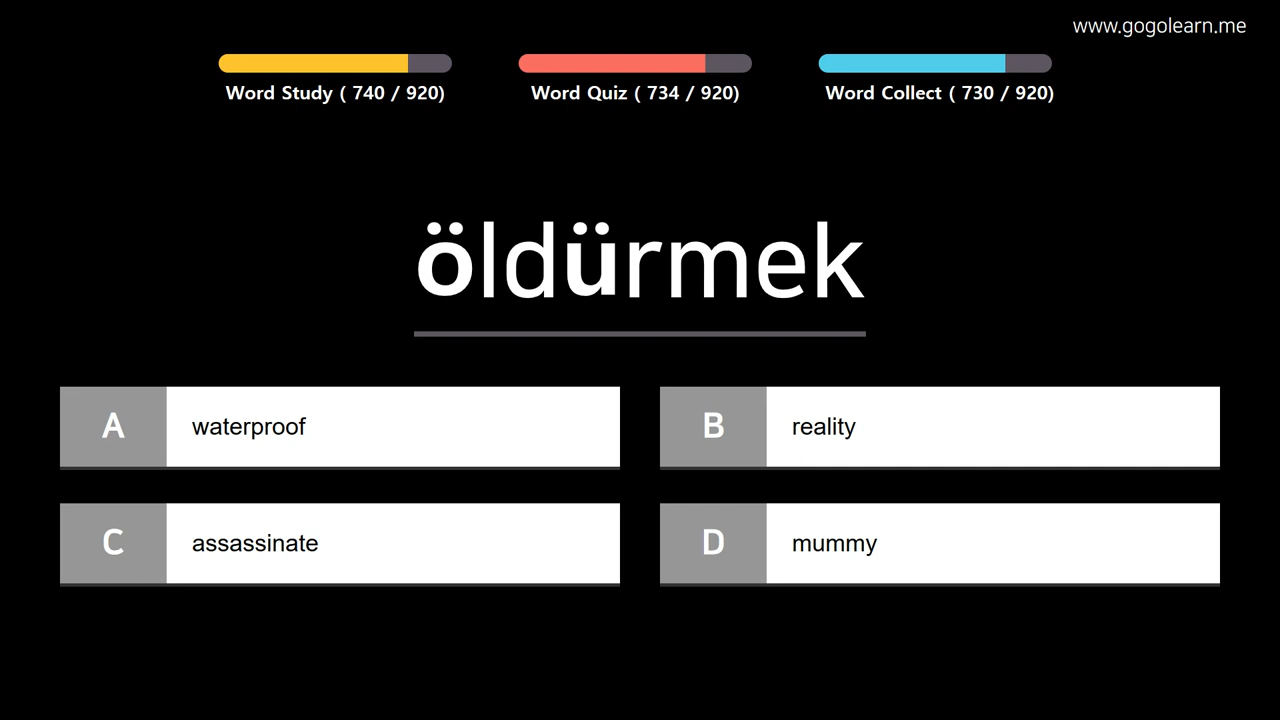 www.gogolearn.me
Word Study ( 740 / 920)
Word Quiz ( 734 / 920)
Word Collect ( 730 / 920)
öldürmek
A waterproof
B reality
C assassinate
D mummy